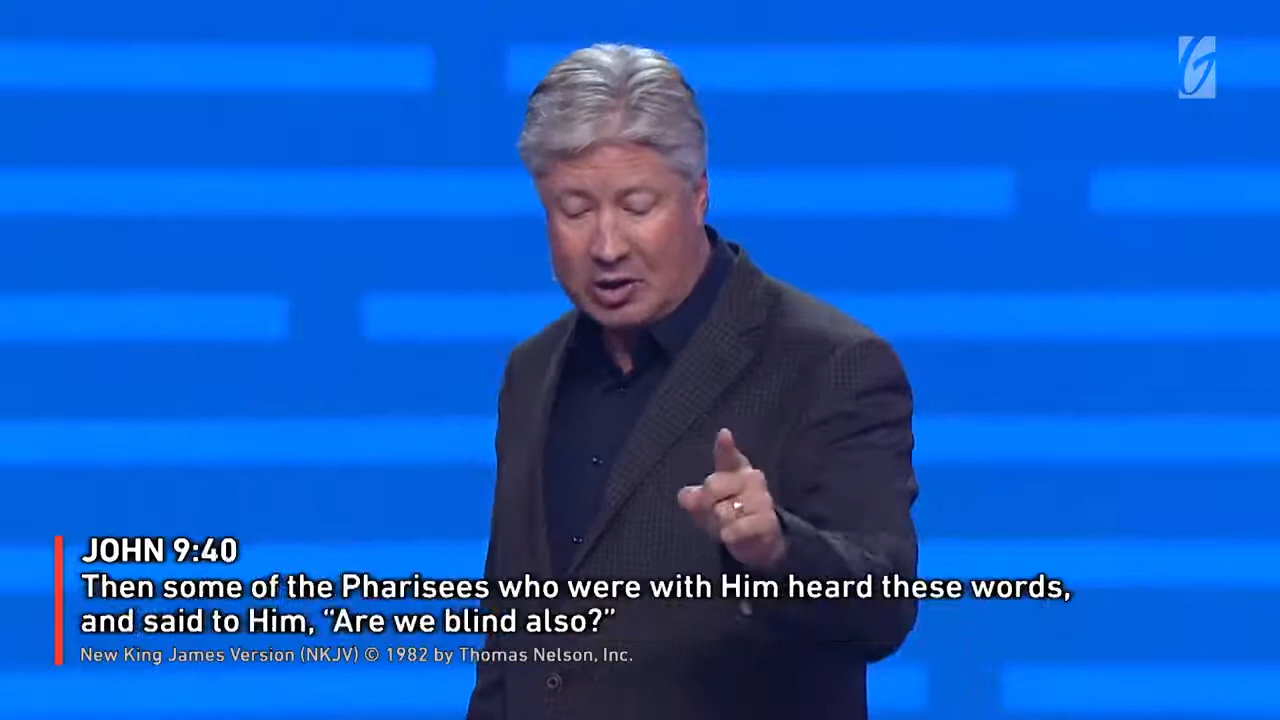 JOHN 9:40
Then some of the Pharisees who were with Him heard these words,
and said to Him, “Are we blind also?”
New King James Version (NKJV) © 1982 by Thomas Nelson, Inc.